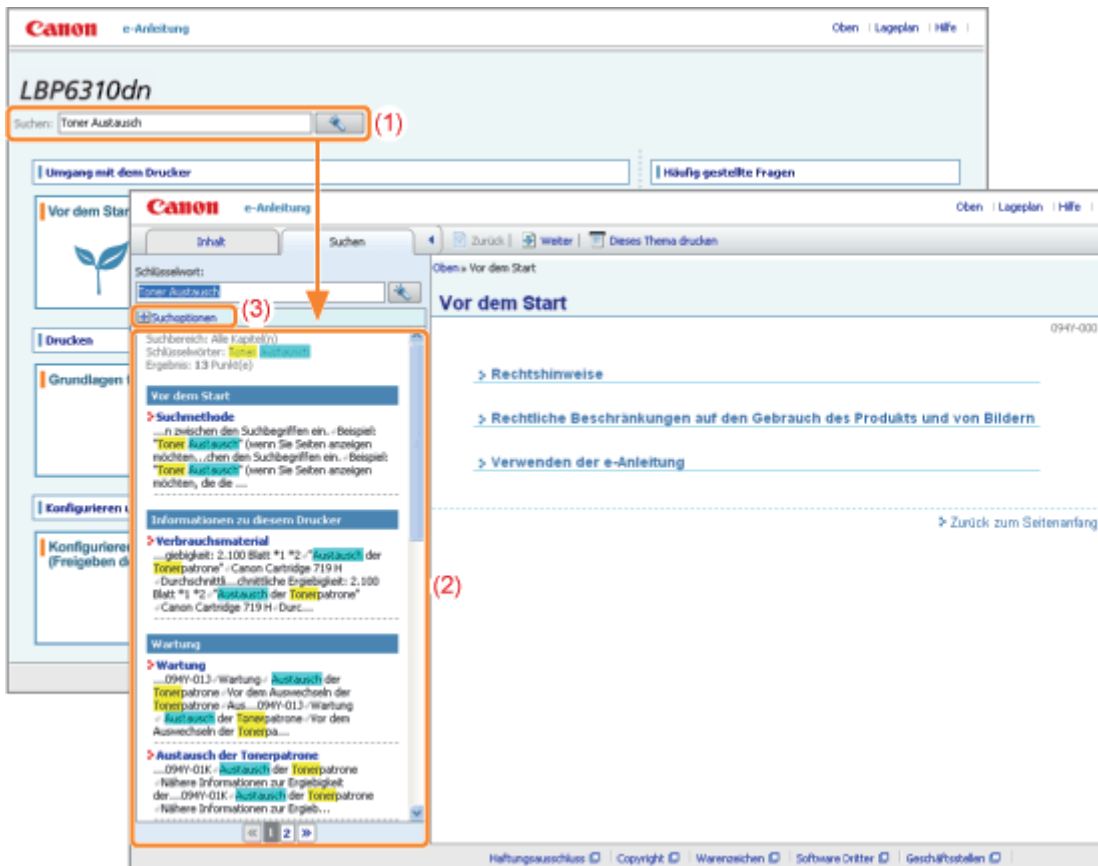 Canon e-Anleitung
Oben Lageplan Hilfe
LBP6310dn
Suchen: Toner Austausch
(1)
Umgang mit dem Drucker
Häufig gestellte Fragen
Vor dem Star
Drucken
Grundlagen f
Konfigurieren u
Konfigurieren
(Freigeben d
Canon e-Anleitung
Oben Lageplan Hilfe
Inhalt
Suchen
Zurück Weiter Dieses Thema drucken
Schlüsselwort:
Toner Austausch
Suchoptionen
(3)
Suchbereich: Alle Kapitel(n)
Schlüsselwörter: Toner Austausch
Ergebnis: 13 Punkt(e)
Vor dem Start
Suchmethode
....n zwischen den Suchbegriffen ein. -Beispiel:
"Toner Austausch" (wenn Sie Seiten anzeigen
möchten...chen den Suchbegriffen ein. -Beispiel:
"Toner Austausch" (wenn Sie Seiten anzeigen
möchten, die die ....
Informationen zu diesem Drucker
Verbrauchsmaterial
....giebigkeit: 2.100 Blatt *1 *2-"Austausch der
Tonerpatrone" -Canon Cartridge 719 H
-Durchschnittli....chnittliche Ergiebigkeit: 2.100
Blatt *1 *2-"Austausch der Tonerpatrone"
-Canon Cartridge 719 H-Durc....
Wartung
Wartung
....094Y-013-Wartung- Austausch der
Tonerpatrone -Vor dem Auswechseln der
Tonerpatrone -Aus....094Y-013-Wartung
- Austausch der Tonerpatrone -Vor dem
Auswechseln der Tonerpa....
Austausch der Tonerpatrone
....094Y-01K-Austausch der Tonerpatrone
-Nähere Informationen zur Ergiebigkeit
der....094Y-01K-Austausch der Tonerpatrone
-Nähere Informationen zur Ergieb...
« 1 2 »
(2)
Oben » Vor dem Start
Vor dem Start
094Y-000
Rechtshinweise
Rechtliche Beschränkungen auf den Gebrauch des Produkts und von Bildern
Verwenden der e-Anleitung
Zurück zum Seitenanfang
Haftungsausschluss Copyright Warenzeichen Software Dritter Geschäftsstellen